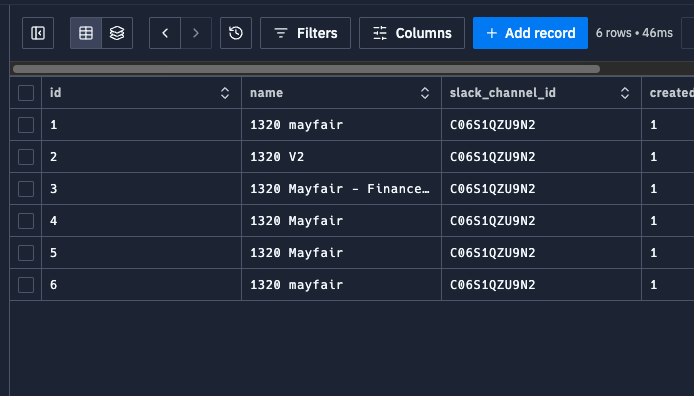 Filters Columns + Add record 6 rows • 46ms
id name slack_channel_id created
1 1320 mayfair C06S1QZU9N2 1
2 1320 V2 C06S1QZU9N2 1
3 1320 Mayfair - Finance… C06S1QZU9N2 1
4 1320 Mayfair C06S1QZU9N2 1
5 1320 Mayfair C06S1QZU9N2 1
6 1320 mayfair C06S1QZU9N2 1